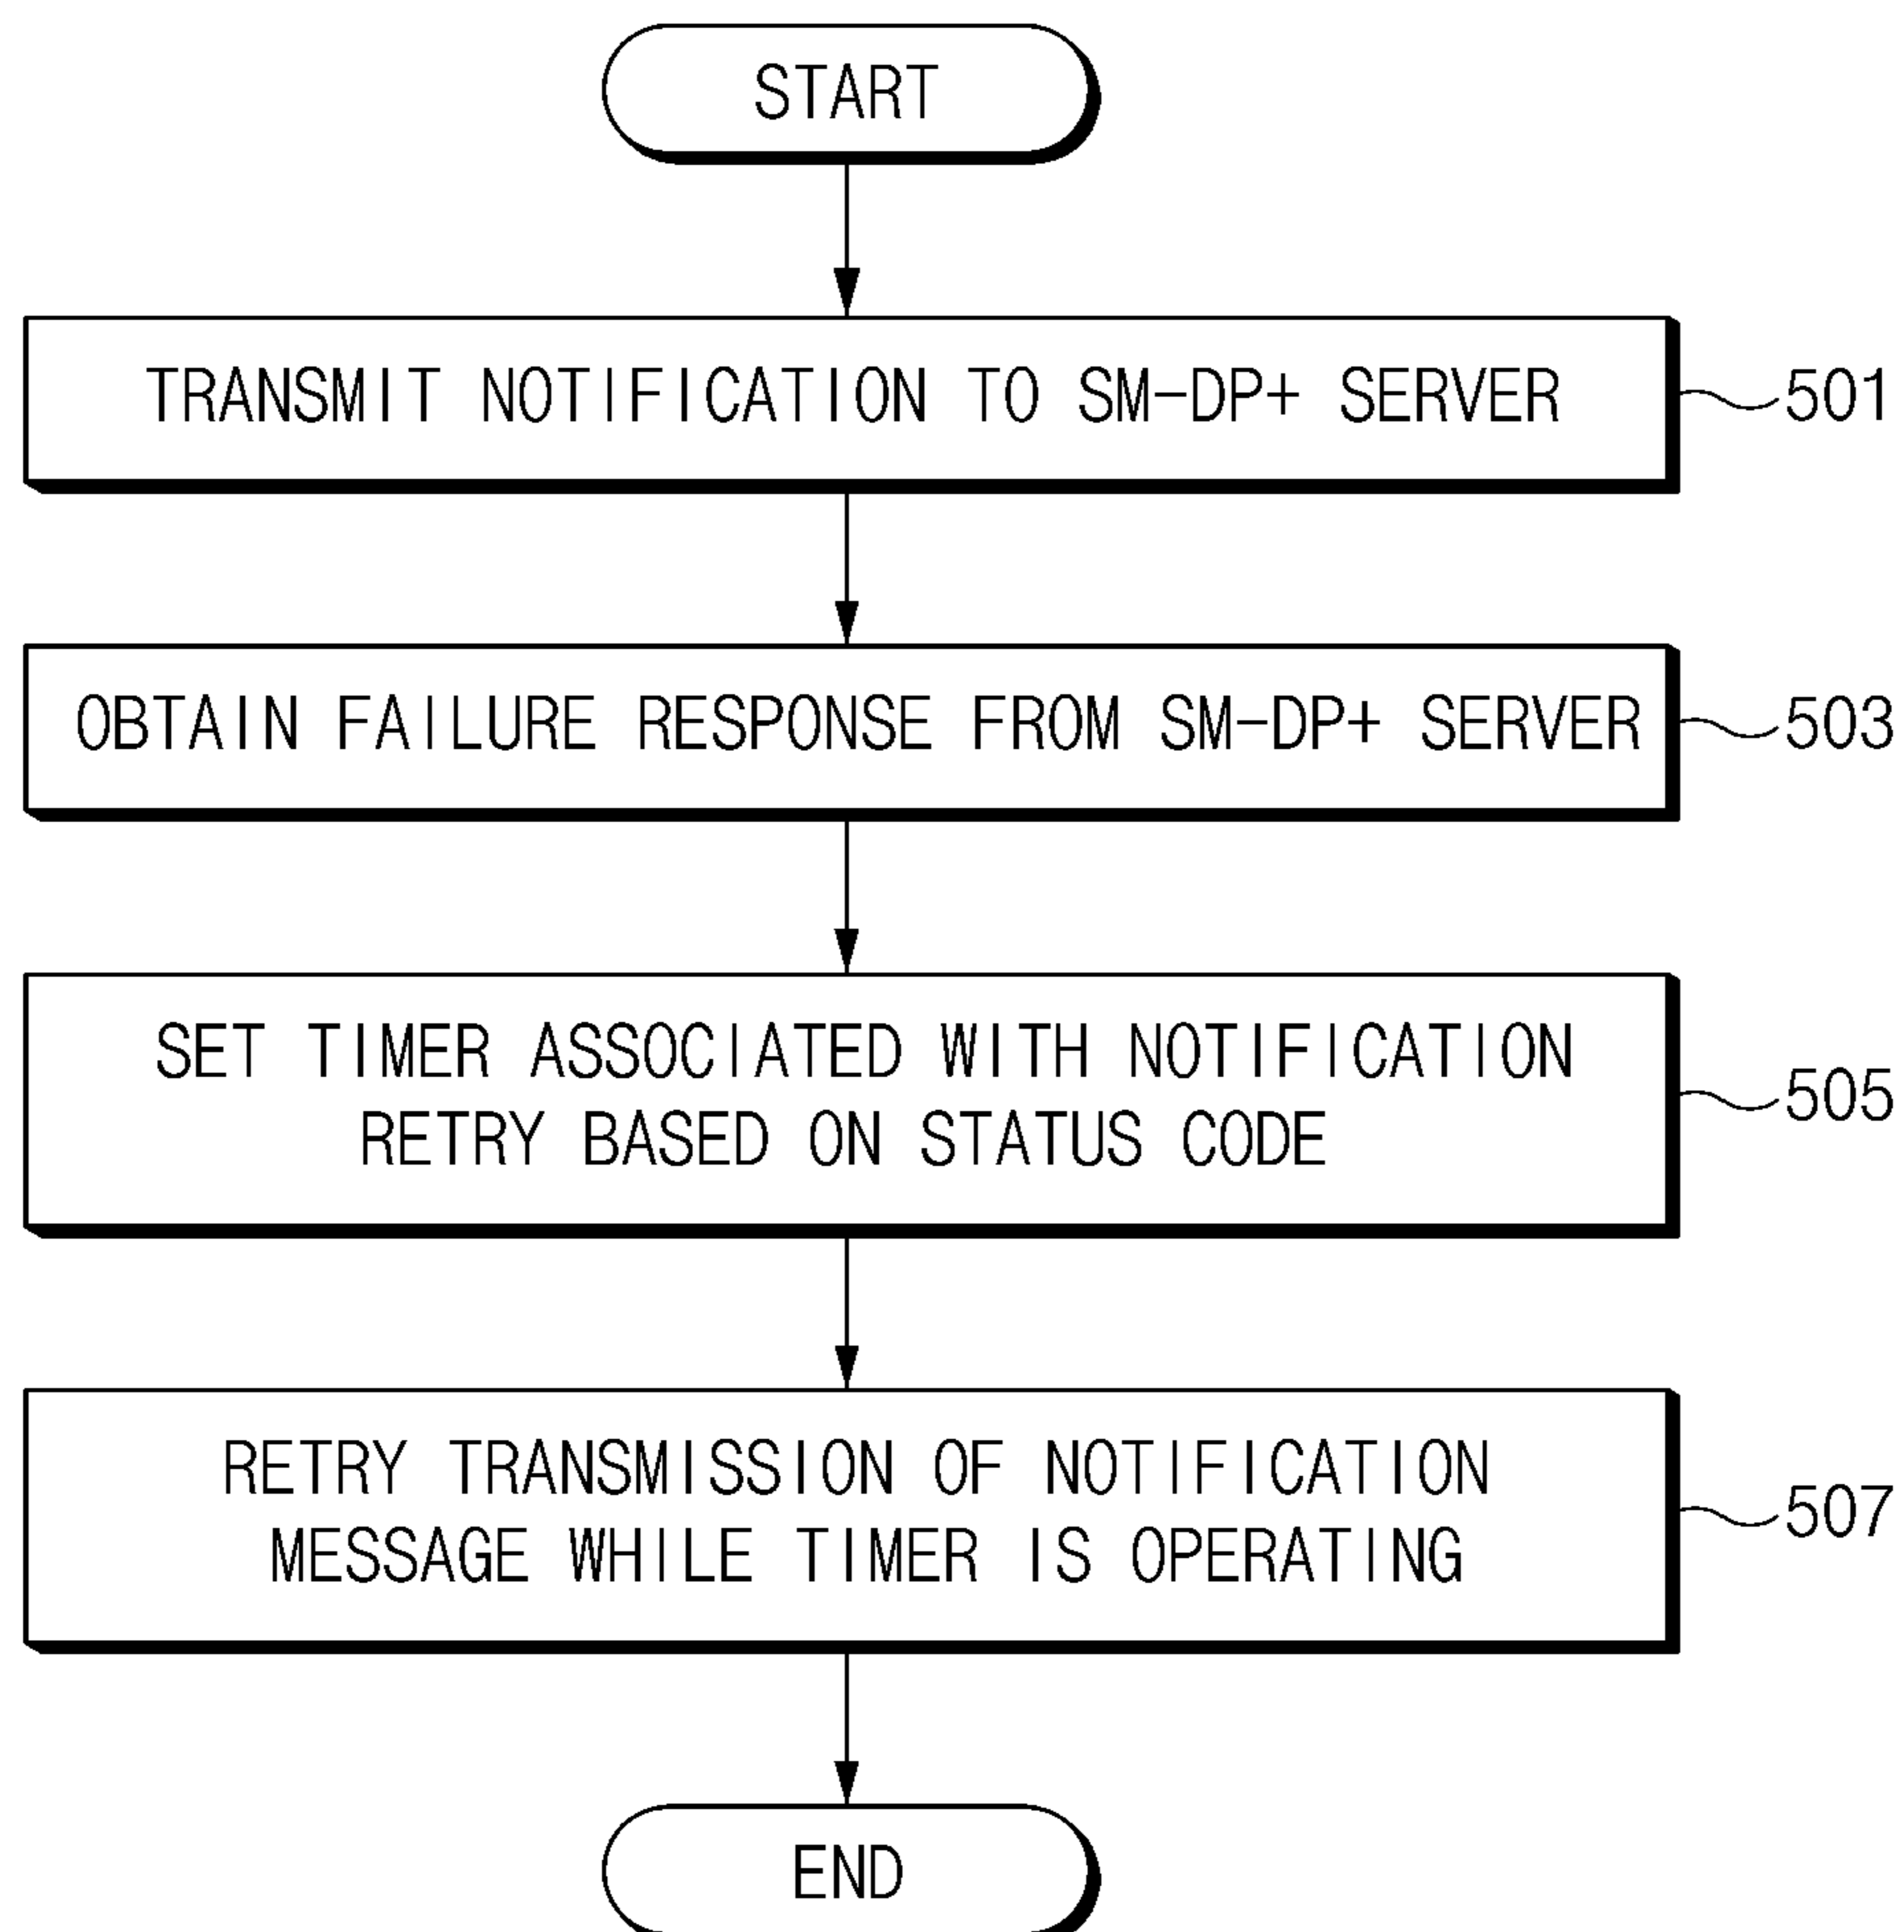 START
TRANSMIT NOTIFICATION TO SM-DP+ SERVER
501
OBTAIN FAILURE RESPONSE FROM SM-DP+ SERVER
503
SET TIMER ASSOCIATED WITH NOTIFICATION
RETRY BASED ON STATUS CODE
505
RETRY TRANSMISSION OF NOTIFICATION
MESSAGE WHILE TIMER IS OPERATING
507
END